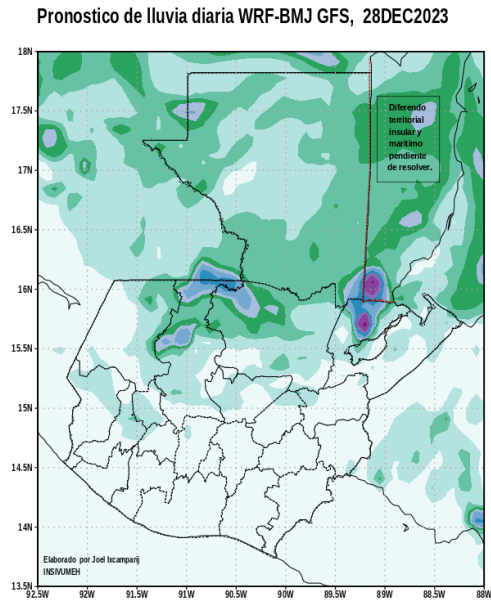 Pronostico de lluvia diaria WRF-BMJ GFS, 28DEC2023
18N
17.5N
17N
16.5N
16N
15.5N
15N
14.5N
14N
13.5N
Diferendo
territorial
insular y
marítimo
pendiente
de resolver.
Elaborado por Joel Ixcamparij
INSIVUMEH
92.5W 92W 91.5W 91W 90.5W 90W 89.5W 89W 88.5W 88W